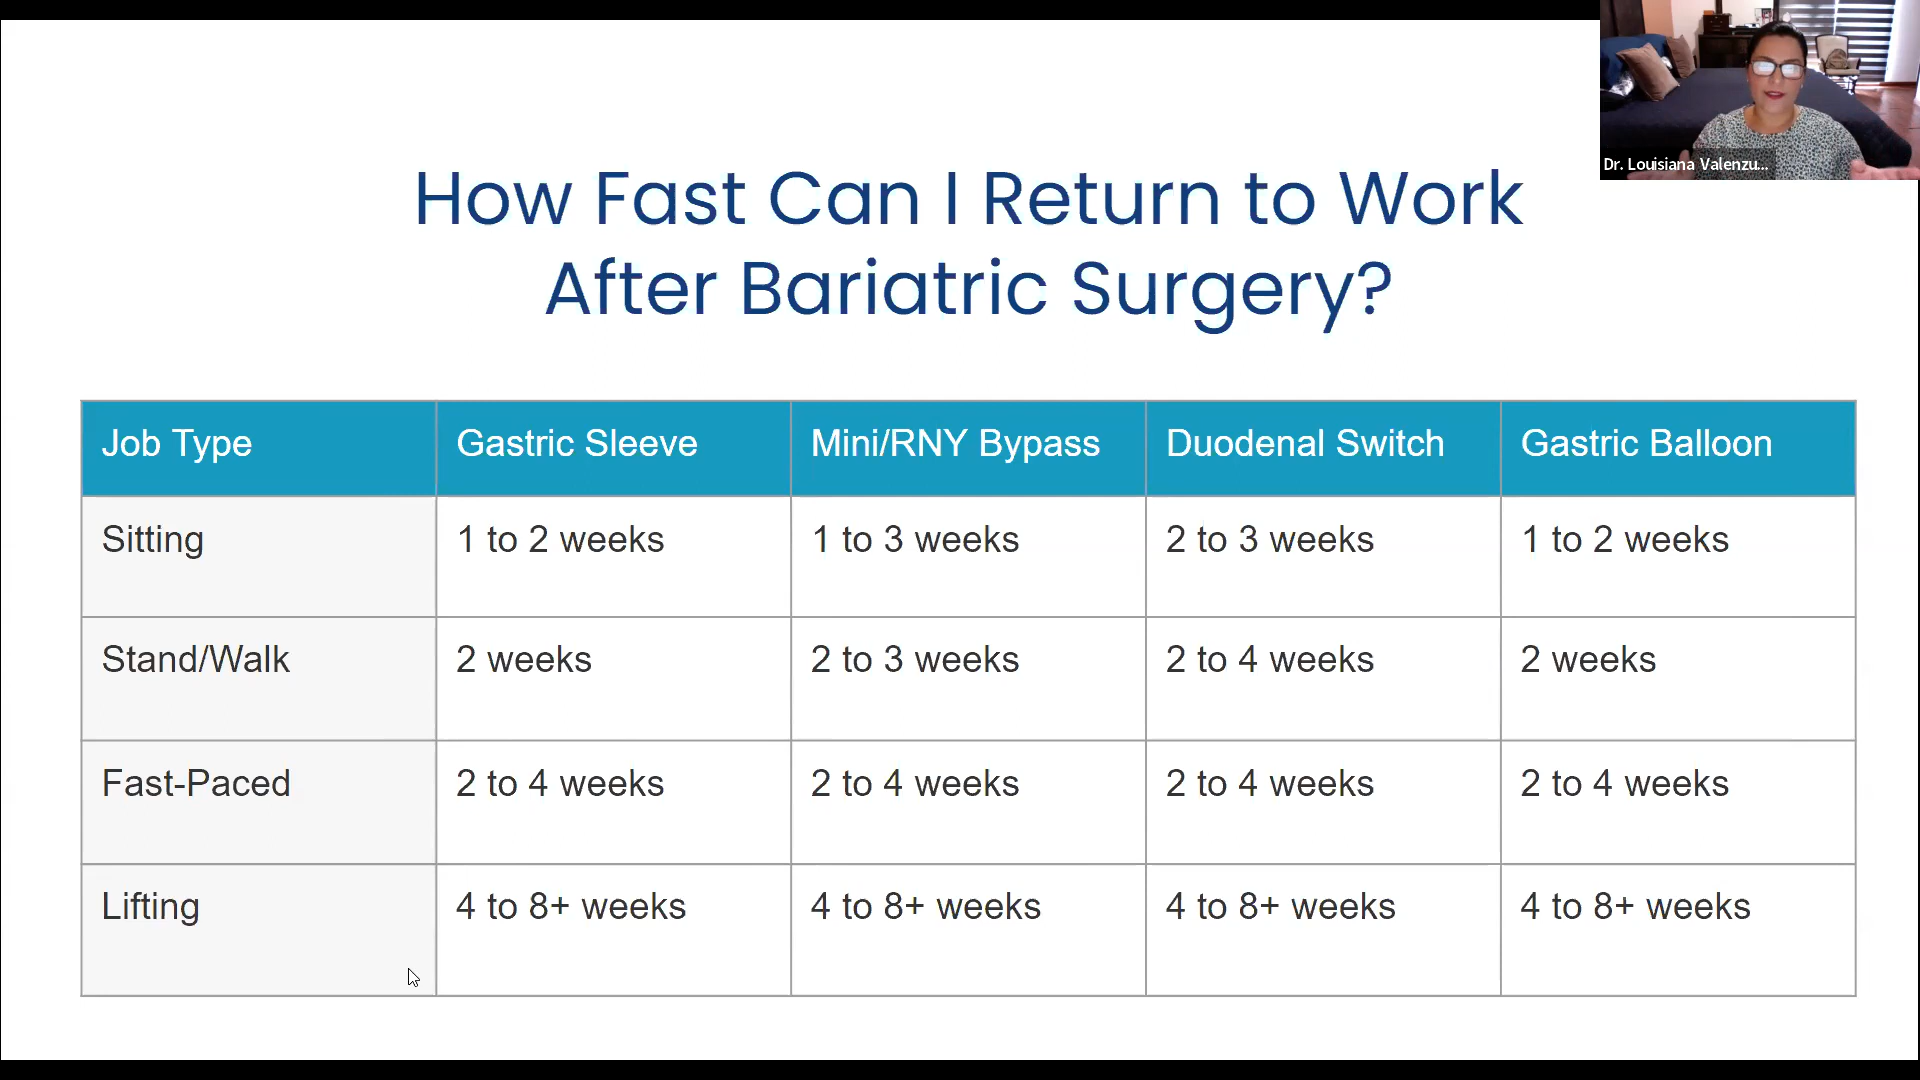 Dr. Louisiana Valenzu...
How Fast Can I Return to Work
After Bariatric Surgery?
Job Type Gastric Sleeve Mini/RNY Bypass Duodenal Switch Gastric Balloon
Sitting 1 to 2 weeks 1 to 3 weeks 2 to 3 weeks 1 to 2 weeks
Stand/Walk 2 weeks 2 to 3 weeks 2 to 4 weeks 2 weeks
Fast-Paced 2 to 4 weeks 2 to 4 weeks 2 to 4 weeks 2 to 4 weeks
Lifting 4 to 8+ weeks 4 to 8+ weeks 4 to 8+ weeks 4 to 8+ weeks